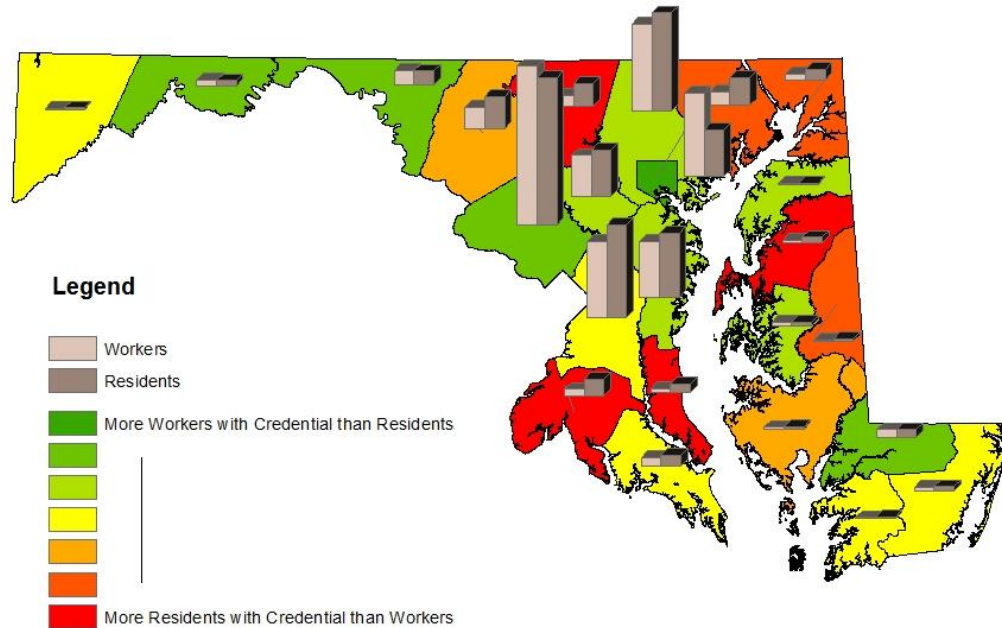 Legend
Workers
Residents
More Workers with Credential than Residents
More Residents with Credential than Workers